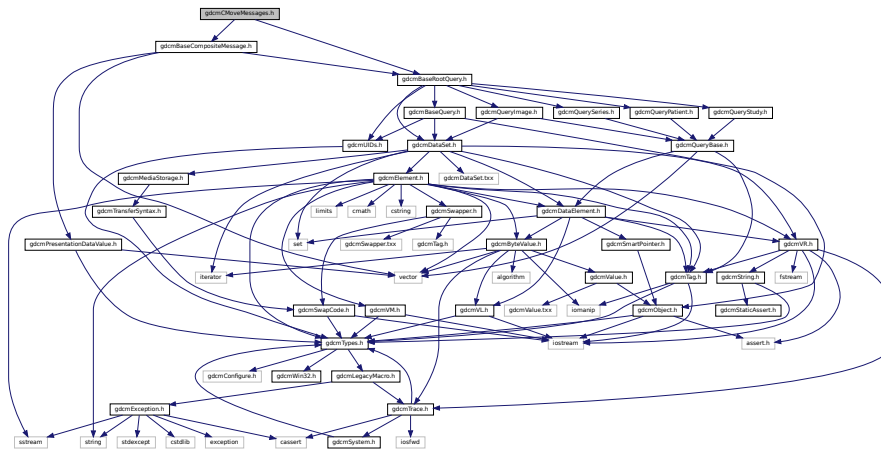 gdcmCMoveMessages.h
gdcmBaseCompositeMessage.h
gdcmBaseRootQuery.h
gdcmBaseQuery.h
gdcmQueryImage.h
gdcmQuerySeries.h
gdcmQueryPatient.h
gdcmQueryStudy.h
gdcmUIDs.h
gdcmDataSet.h
gdcmQueryBase.h
gdcmMediaStorage.h
gdcmElement.h
gdcmDataSet.txx
gdcmTransferSyntax.h
limits
cmath
cstring
gdcmSwapper.h
gdcmDataElement.h
gdcmPresentationDataValue.h
set
gdcmSwapper.txx
gdcmTag.h
gdcmByteValue.h
gdcmSmartPointer.h
gdcmVR.h
iterator
vector
algorithm
gdcmValue.h
gdcmTag.h
gdcmString.h
fstream
gdcmSwapCode.h
gdcmVM.h
gdcmVL.h
gdcmValue.txx
iomanip
gdcmObject.h
gdcmStaticAssert.h
gdcmTypes.h
iostream
assert.h
gdcmConfigure.h
gdcmWin32.h
gdcmLegacyMacro.h
gdcmException.h
gdcmTrace.h
sstream
string
stdexcept
cstdlib
exception
cassert
gdcmSystem.h
iosfwd